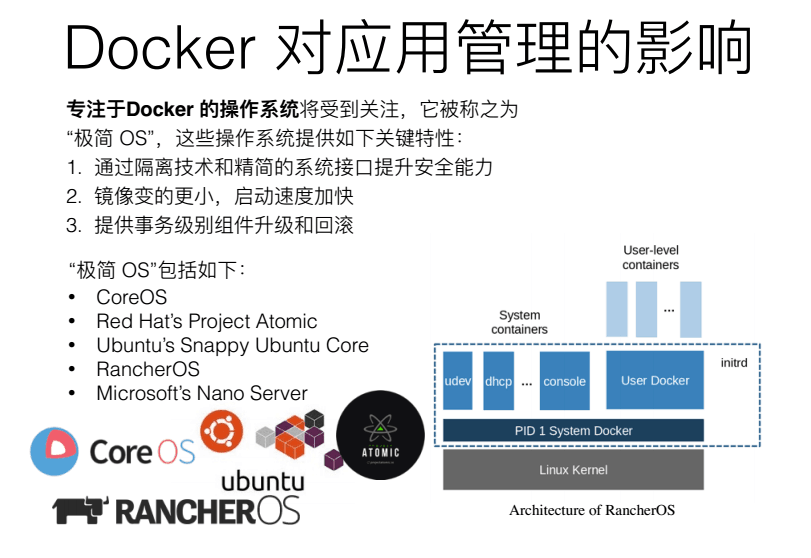 Docker 对应用管理的影响
专注于Docker 的操作系统将受到关注，它被称之为
“极简 OS”，这些操作系统提供如下关键特性：
1. 通过隔离技术和精简的系统接口提升安全能力
2. 镜像变的更小，启动速度加快
3. 提供事务级别组件升级和回滚
“极简 OS”包括如下：
• CoreOS
• Red Hat’s Project Atomic
• Ubuntu’s Snappy Ubuntu Core
• RancherOS
• Microsoft’s Nano Server
Core OS
ubuntu
RANCHEROS
ATOMIC
User-level
containers
...
System
containers
initrd
udev dhcp ... console User Docker
PID 1 System Docker
Linux Kernel
Architecture of RancherOS